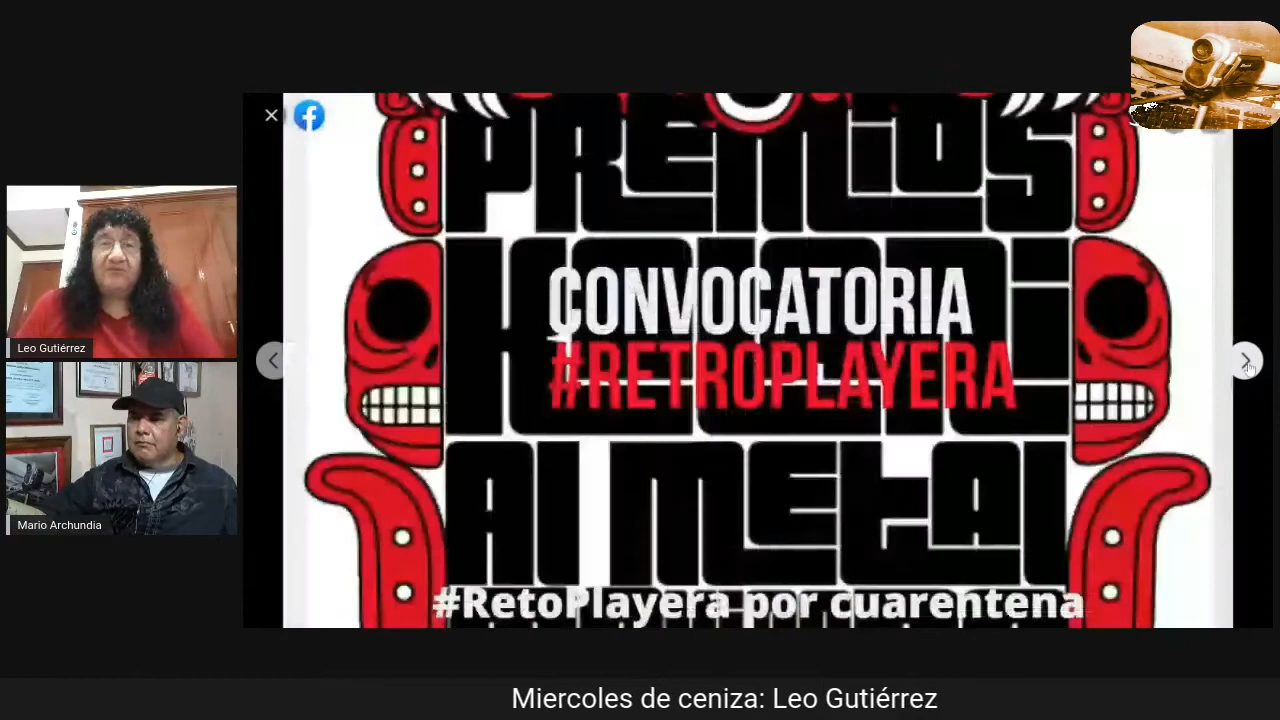 PREMIOS
CONVOCATORIA
#RETROPLAYERA
Al METAl
#RetoPlayera por cuarentena
Leo Gutiérrez
Mario Archundia
Miercoles de ceniza: Leo Gutiérrez